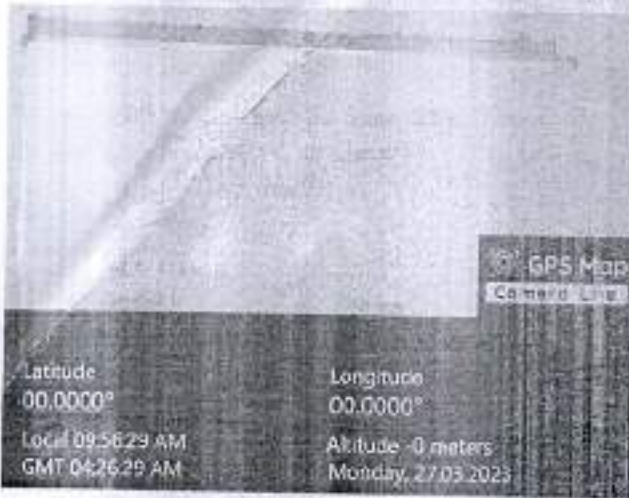 GPS Map
Camera Lite
Latitude
00.0000°
Longitude
00.0000°
Local 09:56:29 AM
GMT 04:26:29 AM
Altitude -0 meters
Monday, 27.03.2023